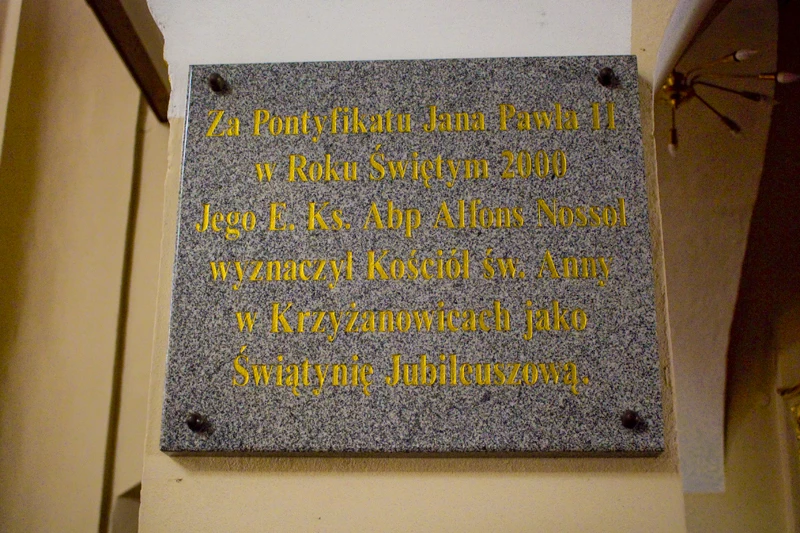 Za Pontyfikatu Jana Pawła II
w Roku Świętym 2000
Jego E. Ks. Abp Alfons Nossol
wyznaczył Kościół św. Anny
w Krzyżanowicach jako
Świątynię Jubileuszową.